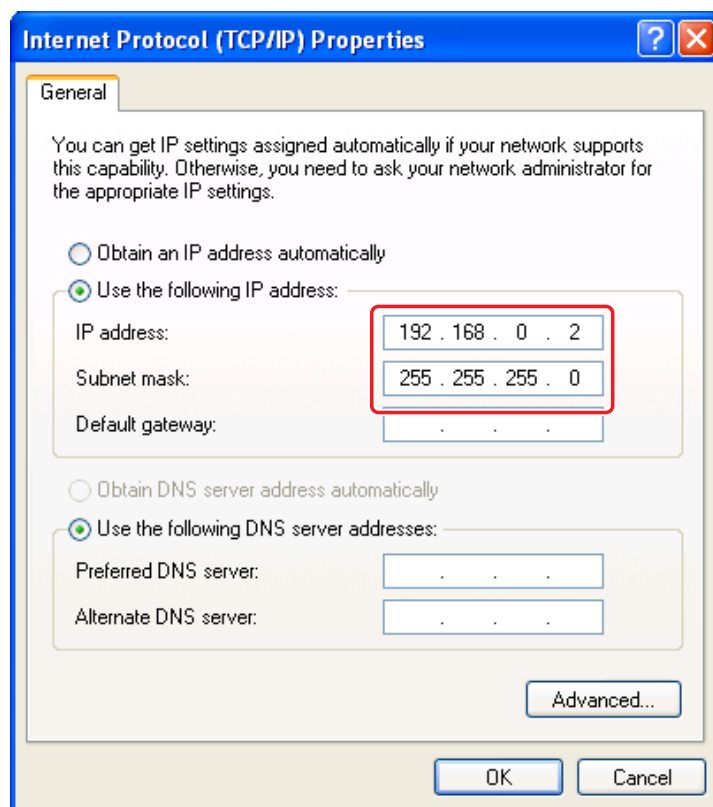 Internet Protocol (TCP/IP) Properties
General
You can get IP settings assigned automatically if your network supports
this capability. Otherwise, you need to ask your network administrator for
the appropriate IP settings.
Obtain an IP address automatically
Use the following IP address:
IP address: 192 . 168 . 0 . 2
Subnet mask: 255 . 255 . 255 . 0
Default gateway: . . .
Obtain DNS server address automatically
Use the following DNS server addresses:
Preferred DNS server: . . .
Alternate DNS server: . . .
Advanced...
OK Cancel